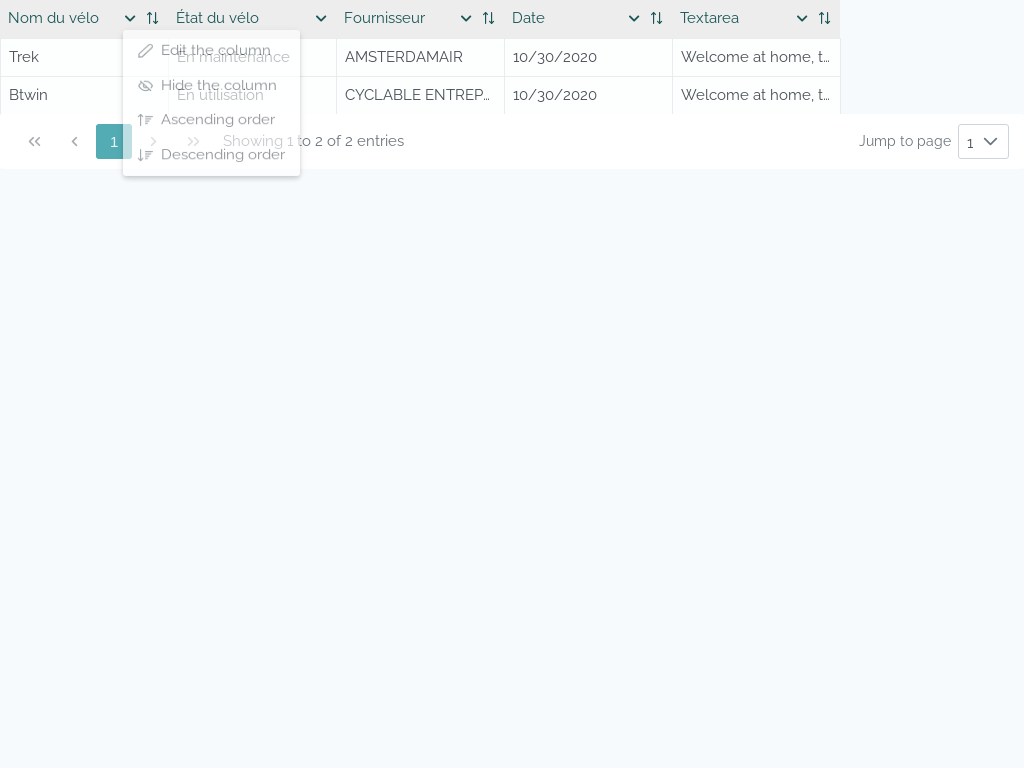 Nom du vélo État du vélo Fournisseur Date Textarea
Edit the column
Trek En maintenance AMSTERDAMAIR 10/30/2020 Welcome at home, t…
Hide the column
Btwin En utilisation CYCLABLE ENTREP… 10/30/2020 Welcome at home, t…
Ascending order
1 Showing 1 to 2 of 2 entries Jump to page 1
Descending order